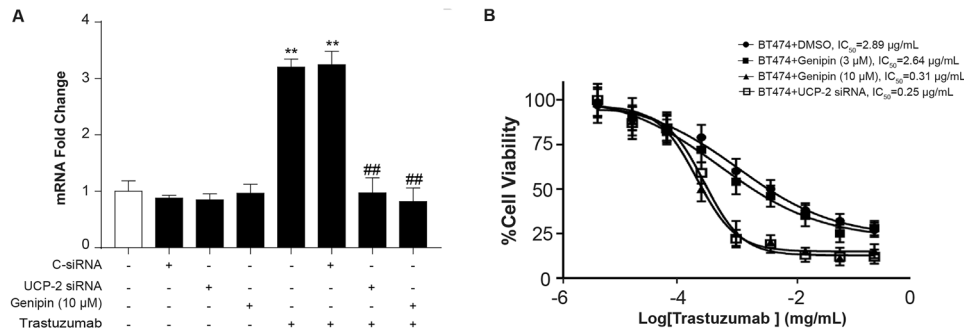 A
mRNA Fold Change
4
3
2
1
0
** **
## ##
C-siRNA - + - - - + - -
UCP-2 siRNA - - + - - - + -
Genipin (10 µM) - - - + - - - +
Trastuzumab - - - - + + + +
B
BT474+DMSO, IC50=2.89 µg/mL
BT474+Genipin (3 µM), IC50=2.64 µg/mL
BT474+Genipin (10 µM), IC50=0.31 µg/mL
BT474+UCP-2 siRNA, IC50=0.25 µg/mL
%Cell Viability
100
75
50
25
0
-6 -4 -2 0
Log[Trastuzumab ] (mg/mL)